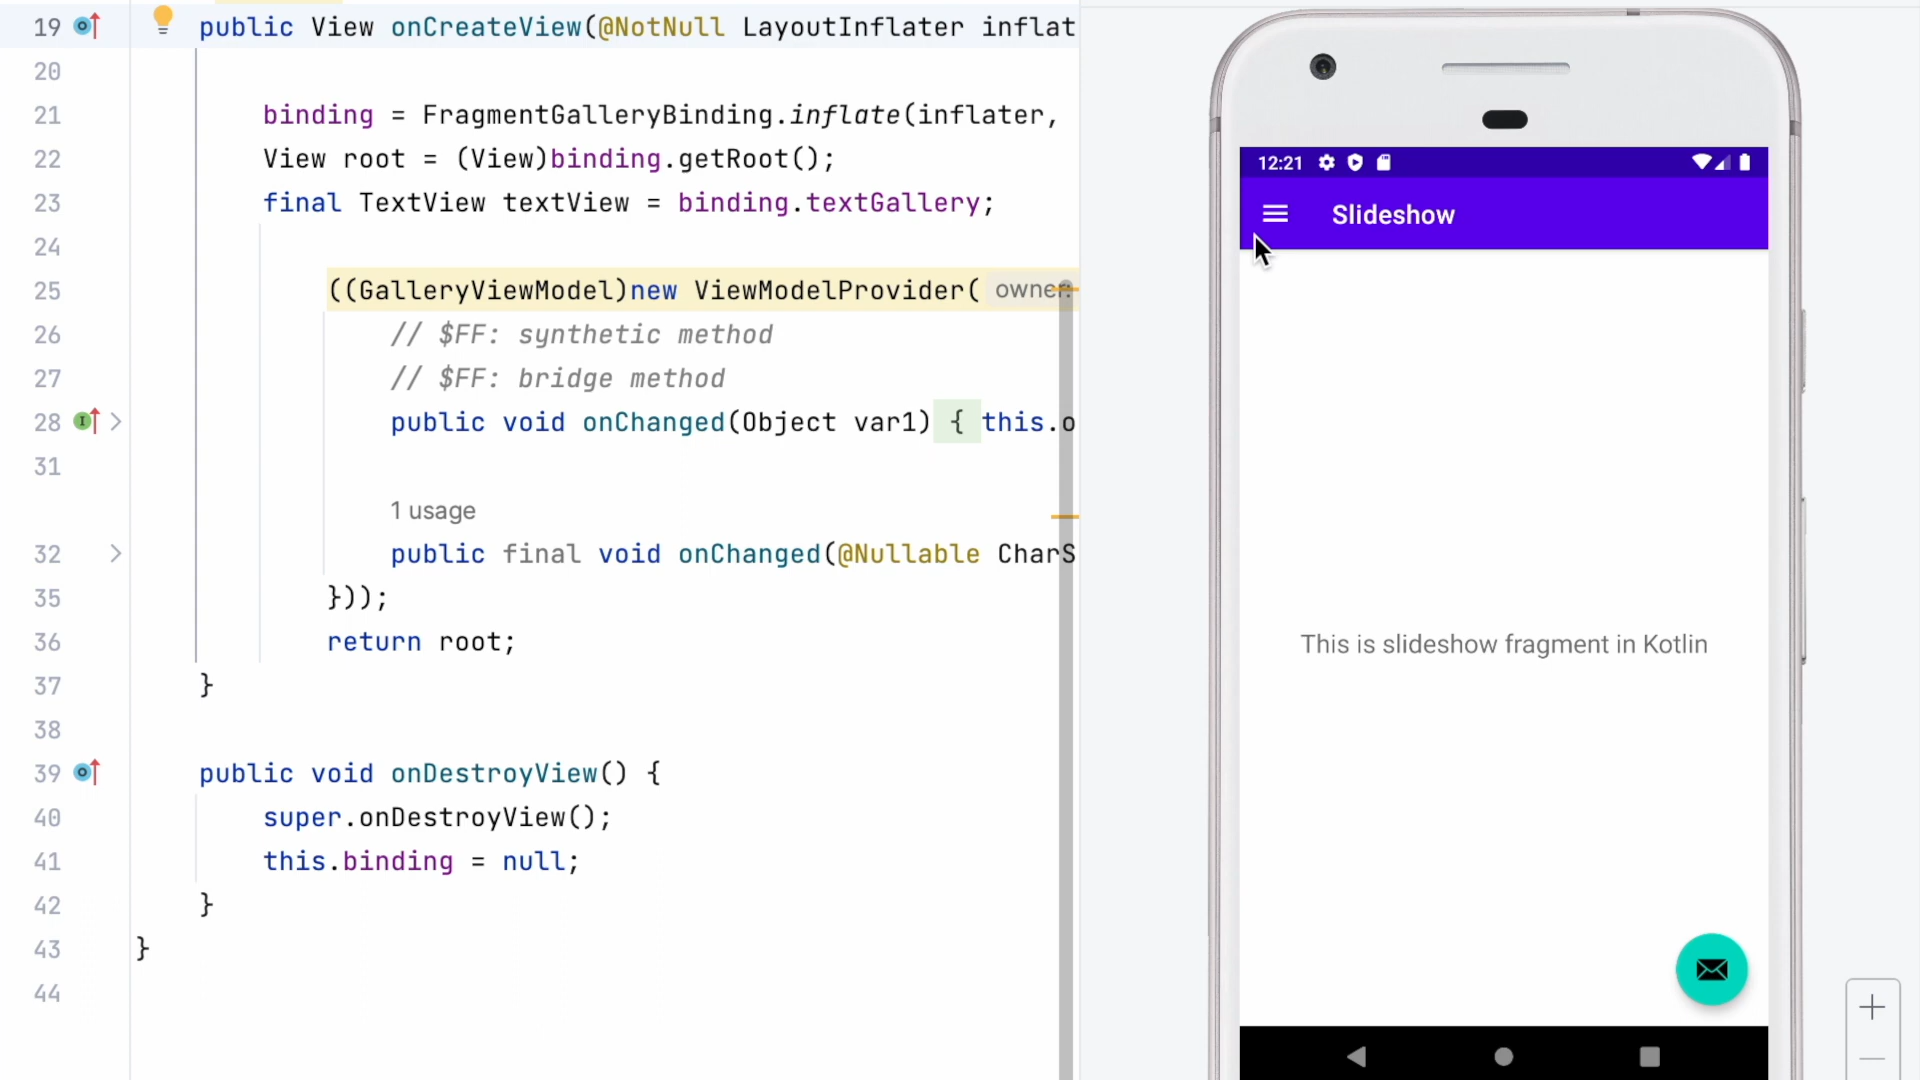 19 public View onCreateView(@NotNull LayoutInflater inflat
20
21 binding = FragmentGalleryBinding.inflate(inflater,
22 View root = (View)binding.getRoot();
23 final TextView textView = binding.textGallery;
24
25 ((GalleryViewModel)new ViewModelProvider( owner:
26 // $FF: synthetic method
27 // $FF: bridge method
28 public void onChanged(Object var1) { this.o
31
1 usage
32 public final void onChanged(@Nullable CharS
35 }));
36 return root;
37 }
38
39 public void onDestroyView() {
40 super.onDestroyView();
41 this.binding = null;
42 }
43 }
44
12:21
Slideshow
This is slideshow fragment in Kotlin